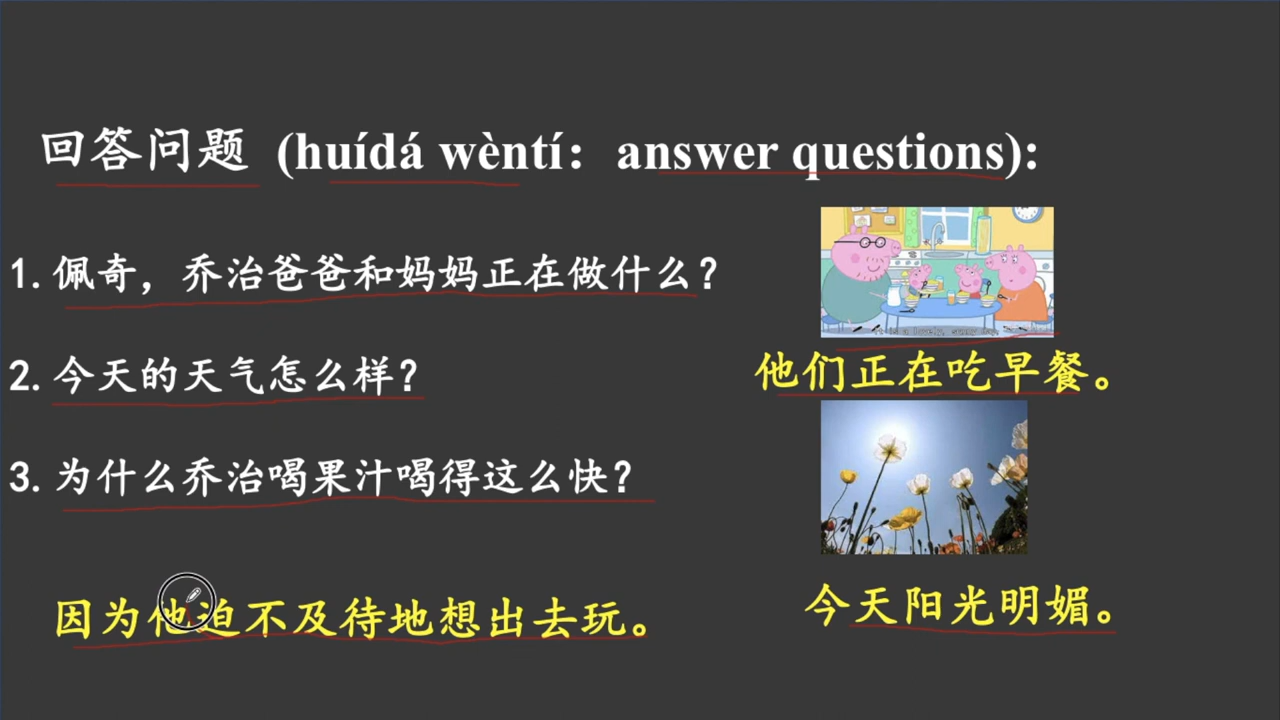 回答问题 (huídá wèntí：answer questions):
1.佩奇，乔治爸爸和妈妈正在做什么？
2.今天的天气怎么样？
他们正在吃早餐。
3.为什么乔治喝果汁喝得这么快？
因为他迫不及待地想出去玩。
今天阳光明媚。